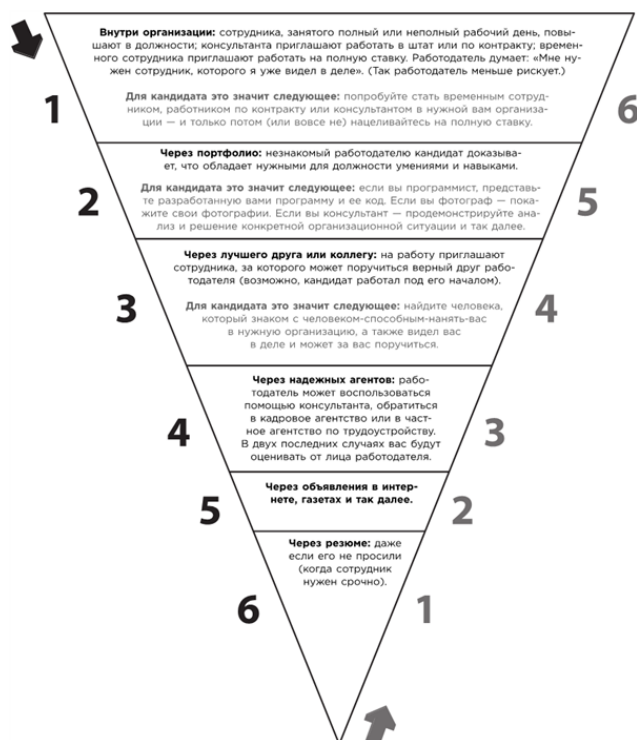 Внутри организации: сотрудника, занятого полный или неполный рабочий день, повы-
шают в должности; консультанта приглашают работать в штат или по контракту; времен-
ного сотрудника приглашают работать на полную ставку. Работодатель думает: «Мне ну-
жен сотрудник, которого я уже видел в деле». (Так работодатель меньше рискует.)
1
6
Для кандидата это значит следующее: попробуйте стать временным сотруд-
ником, работником по контракту или консультантом в нужной вам организа-
ции — и только потом (или вовсе не) нацеливайтесь на полную ставку.
Через портфолио: незнакомый работодателю кандидат доказыва-
ет, что обладает нужными для должности умениями и навыками.
2
5
Для кандидата это значит следующее: если вы программист, представь-
те разработанную вами программу и ее код. Если вы фотограф — пока-
жите свои фотографии. Если вы консультант — продемонстрируйте ана-
лиз и решение конкретной организационной ситуации и так далее.
Через лучшего друга или коллегу: на работу приглашают
сотрудника, за которого может поручиться верный друг рабо-
тодателя (возможно, кандидат работал под его началом).
3
4
Для кандидата это значит следующее: найдите человека,
который знаком с человеком-способным-нанять-вас
в нужную организацию, а также видел вас
в деле и может за вас поручиться.
Через надежных агентов: рабо-
тодатель может воспользоваться
помощью консультанта, обратиться
в кадровое агентство или в част-
ное агентство по трудоустройству.
В двух последних случаях вас будут
оценивать от лица работодателя.
4
3
Через объявления в интер-
нете, газетах и так далее.
5
2
Через резюме: даже
если его не просили
(когда сотрудник
нужен срочно).
6
1